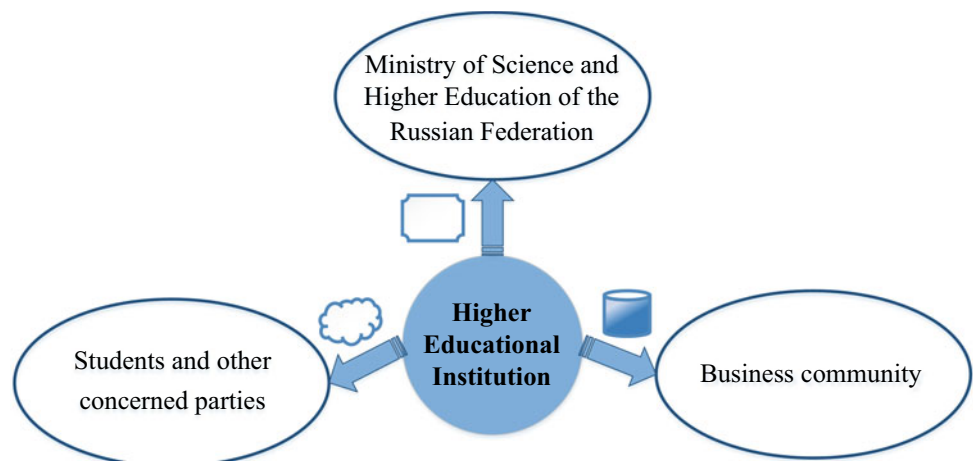 Ministry of Science and
Higher Education of the
Russian Federation
Higher
Educational
Institution
Students and other
concerned parties
Business community